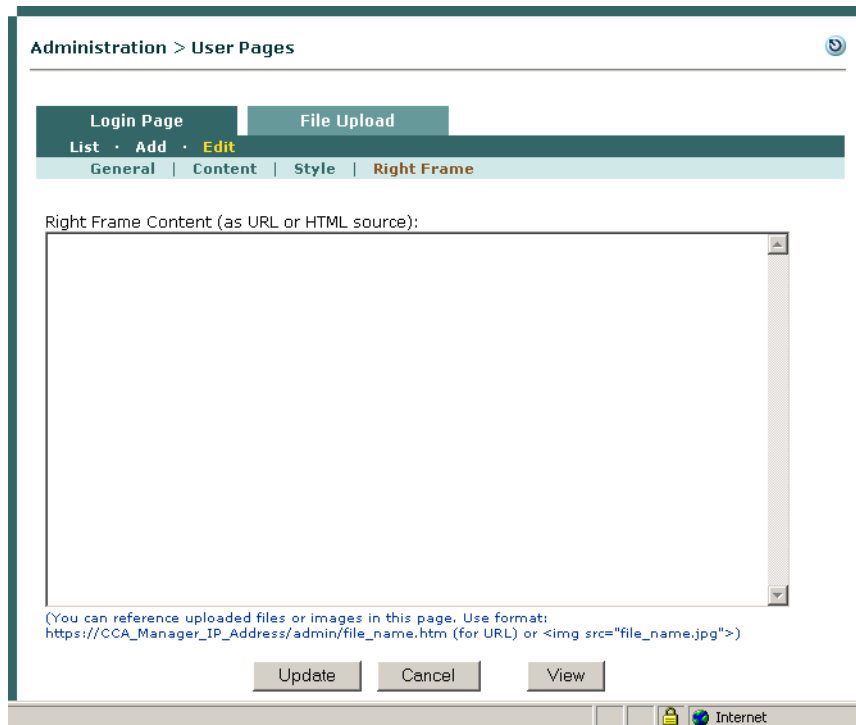 Administration > User Pages
Login Page File Upload
List · Add · Edit
General | Content | Style | Right Frame
Right Frame Content (as URL or HTML source):
(You can reference uploaded files or images in this page. Use format:
https://CCA_Manager_IP_Address/admin/file_name.htm (for URL) or <img src="file_name.jpg">)
Update Cancel View
Internet